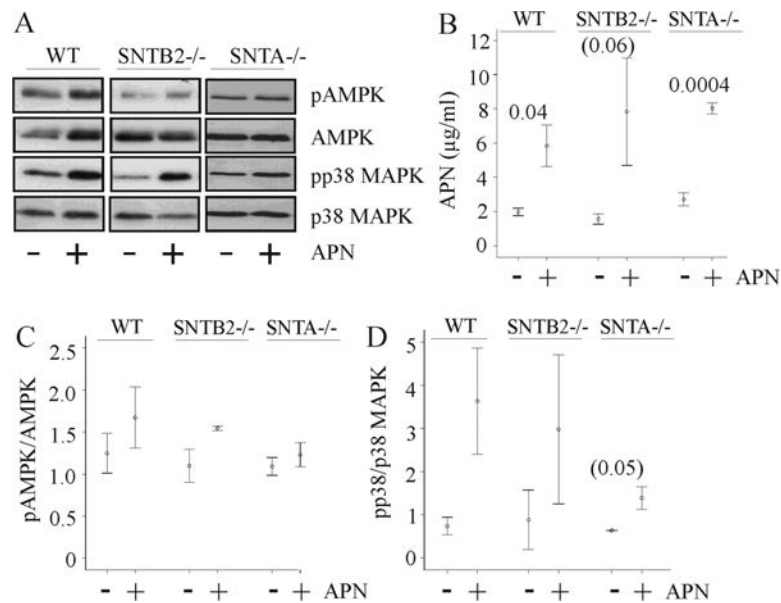 A
WT SNTB2-/- SNTA-/-
pAMPK
AMPK
pp38 MAPK
p38 MAPK
- + - + - + APN
B
WT SNTB2-/- SNTA-/-
(0.06)
0.04 0.0004
APN (µg/ml)
12
10
8
6
4
2
0
- + - + - + APN
C
WT SNTB2-/- SNTA-/-
pAMPK/AMPK
2.5
2.0
1.5
1.0
0.5
0
- + - + - + APN
D
WT SNTB2-/- SNTA-/-
(0.05)
pp38/p38 MAPK
5
4
3
2
1
0
- + - + - + APN